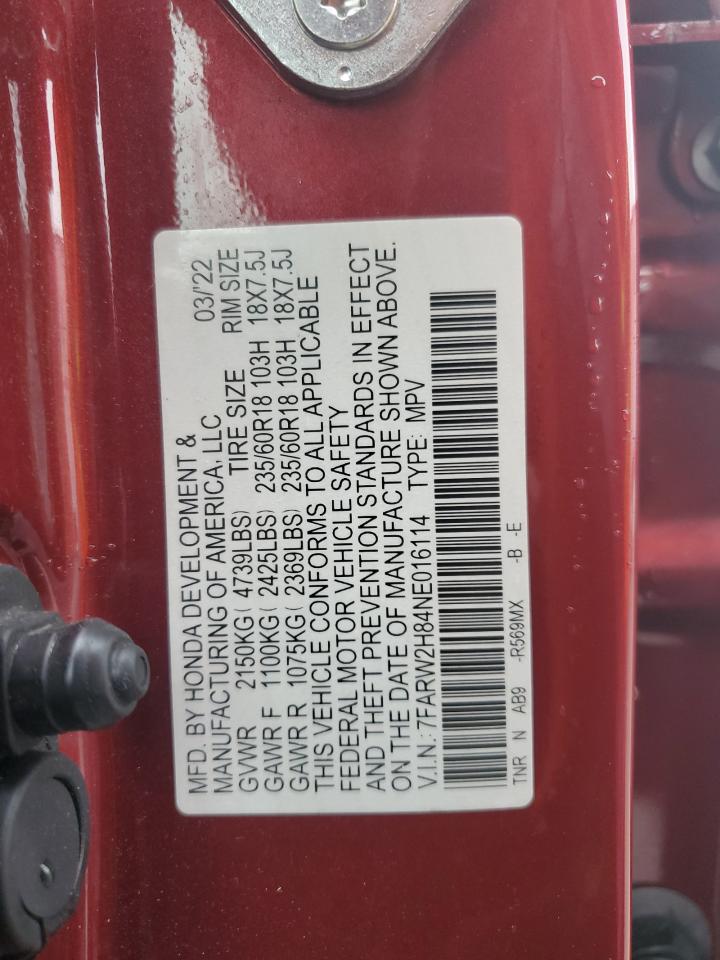 MFD. BY HONDA DEVELOPMENT &
MANUFACTURING OF AMERICA, LLC 03/'22
GVWR 2150KG( 4739LBS) TIRE SIZE RIM SIZE
GAWR F 1100KG( 2425LBS) 235/60R18 103H 18X7.5J
GAWR R 1075KG( 2369LBS) 235/60R18 103H 18X7.5J
THIS VEHICLE CONFORMS TO ALL APPLICABLE
FEDERAL MOTOR VEHICLE SAFETY
AND THEFT PREVENTION STANDARDS IN EFFECT
ON THE DATE OF MANUFACTURE SHOWN ABOVE.
V.I.N.: 7FARW2H84NE016114 TYPE: MPV
TNR N AB9 -R569MX -B -E